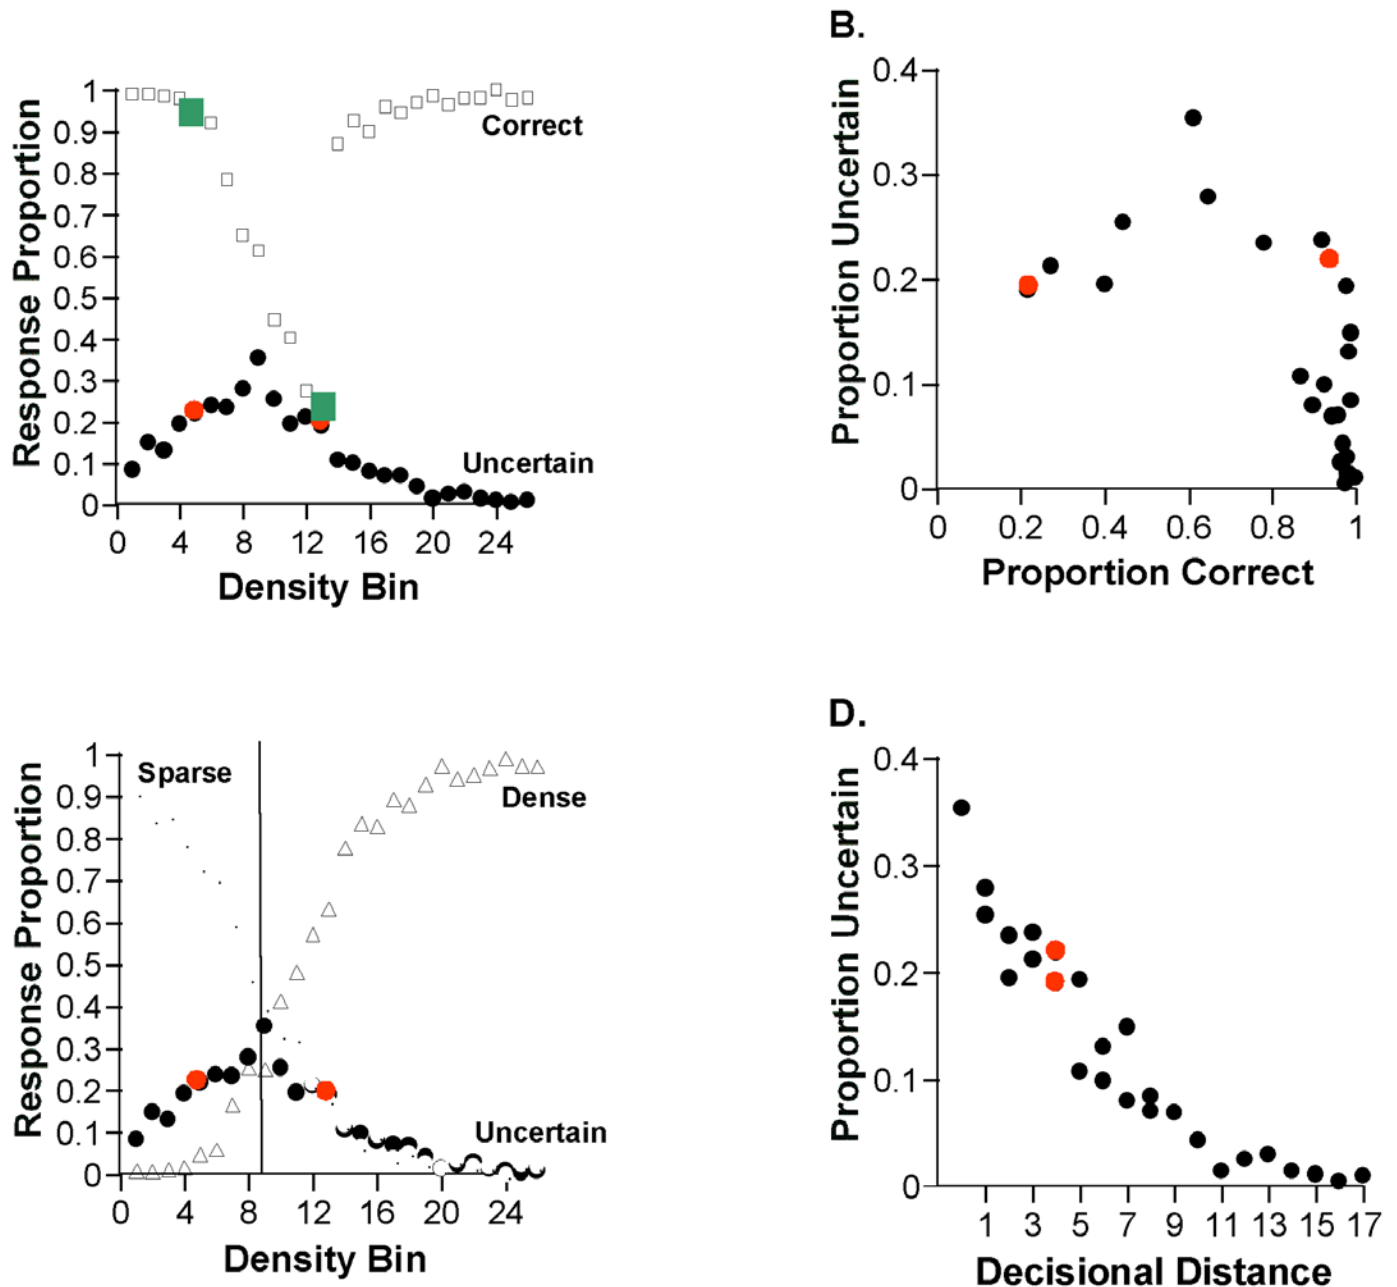 B.
Response Proportion
1
0.9
0.8
0.7
0.6
0.5
0.4
0.3
0.2
0.1
0
Correct
Uncertain
0 4 8 12 16 20 24
Density Bin
Proportion Uncertain
0.4
0.3
0.2
0.1
0
0 0.2 0.4 0.6 0.8 1
Proportion Correct
Response Proportion
1
0.9
0.8
0.7
0.6
0.5
0.4
0.3
0.2
0.1
0
Sparse
Dense
Uncertain
0 4 8 12 16 20 24
Density Bin
D.
Proportion Uncertain
0.4
0.3
0.2
0.1
0
1 3 5 7 9 11 13 15 17
Decisional Distance